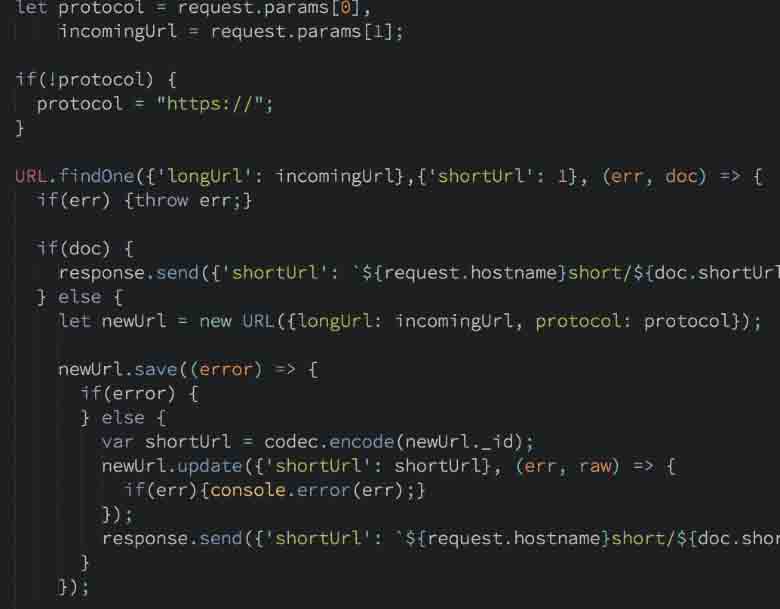 let protocol = request.params[0],
    incomingUrl = request.params[1];

if(!protocol) {
  protocol = "https://";
}

URL.findOne({'longUrl': incomingUrl},{'shortUrl': 1}, (err, doc) => {
  if(err) {throw err;}

  if(doc) {
    response.send({'shortUrl': `${request.hostname}short/${doc.shortUrl
  } else {
    let newUrl = new URL({longUrl: incomingUrl, protocol: protocol});

    newUrl.save((error) => {
      if(error) {
      } else {
        var shortUrl = codec.encode(newUrl._id);
        newUrl.update({'shortUrl': shortUrl}, (err, raw) => {
          if(err){console.error(err);}
        });
        response.send({'shortUrl': `${request.hostname}short/${doc.shor
      }
    });